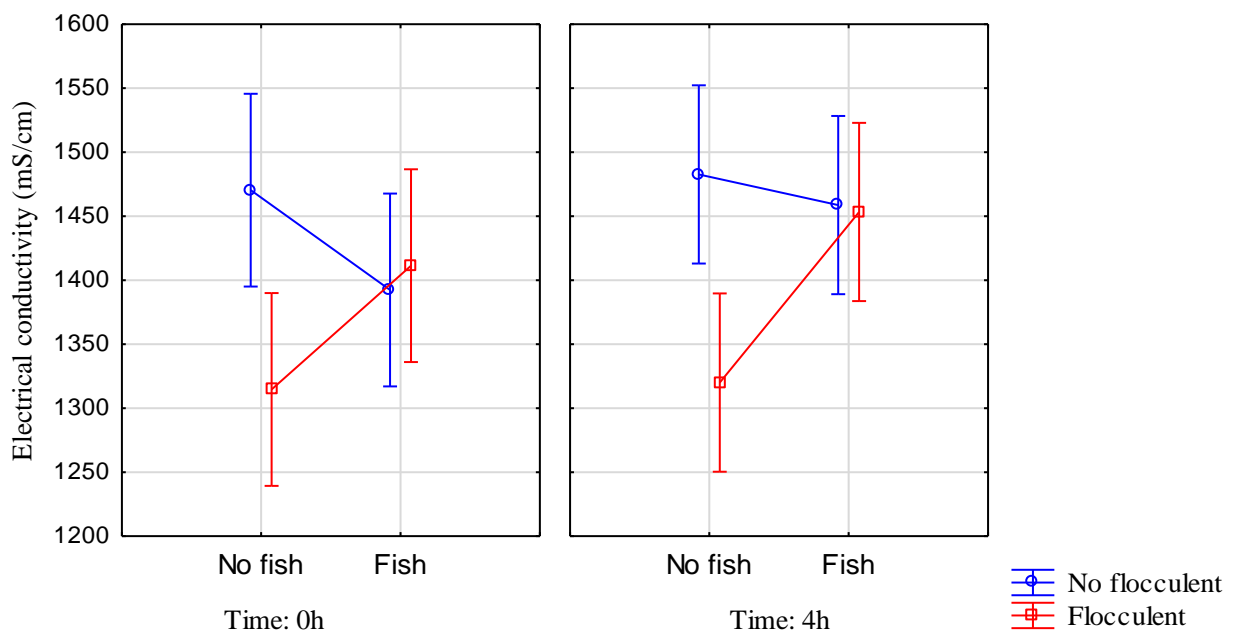 Electrical conductivity (mS/cm)
1600
1550
1500
1450
1400
1350
1300
1250
1200
No fish Fish No fish Fish
Time: 0h Time: 4h
No flocculent
Flocculent